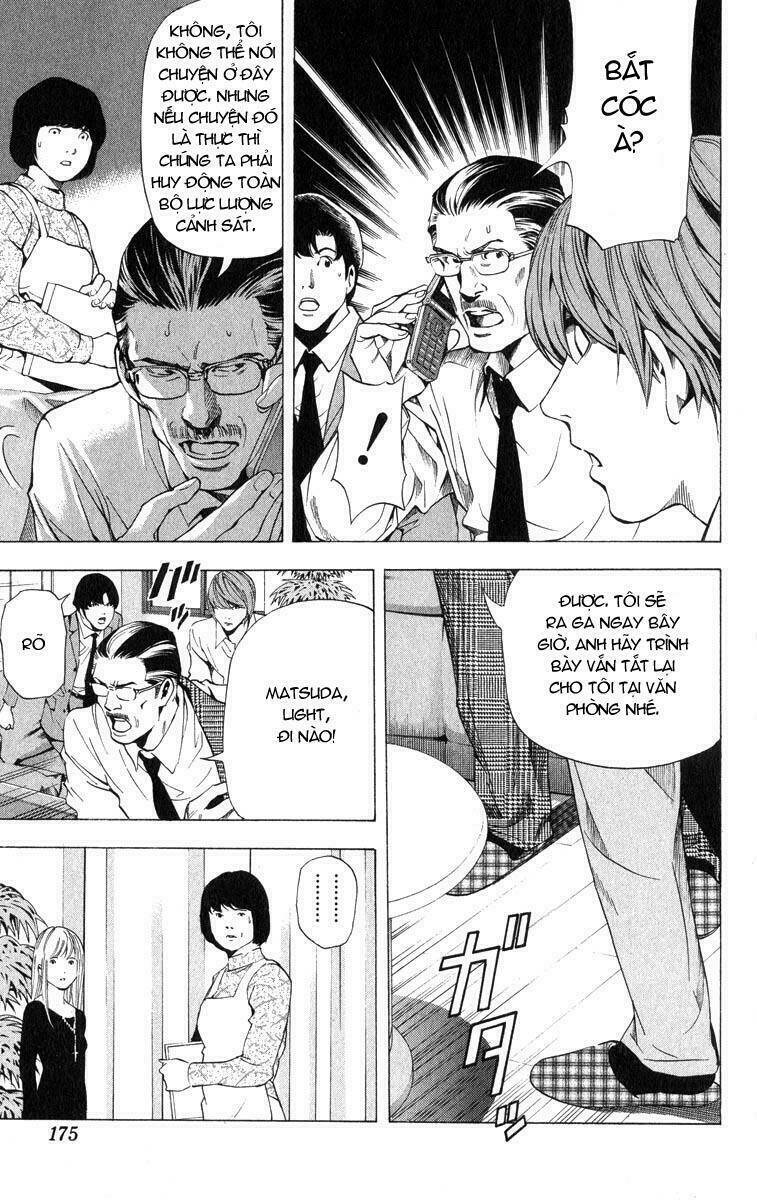 BẮT
CÓC
À?
!
KHÔNG, TÔI
KHÔNG THỂ NÓI
CHUYỆN Ở ĐÂY
ĐƯỢC. NHƯNG
NẾU CHUYỆN ĐÓ
LÀ THỰC THÌ
CHÚNG TA PHẢI
HUY ĐỘNG TOÀN
BỘ LỰC LƯỢNG
CẢNH SÁT.
ĐƯỢC. TÔI SẼ
RA GA NGAY BÂY
GIỜ. ANH HÃY TRÌNH
BÀY VẮN TẮT LẠI
CHO TÔI TẠI VĂN
PHÒNG NHÉ.
ガタッ
バッ
MATSUDA,
LIGHT,
ĐI NÀO!
RÕ
......
175